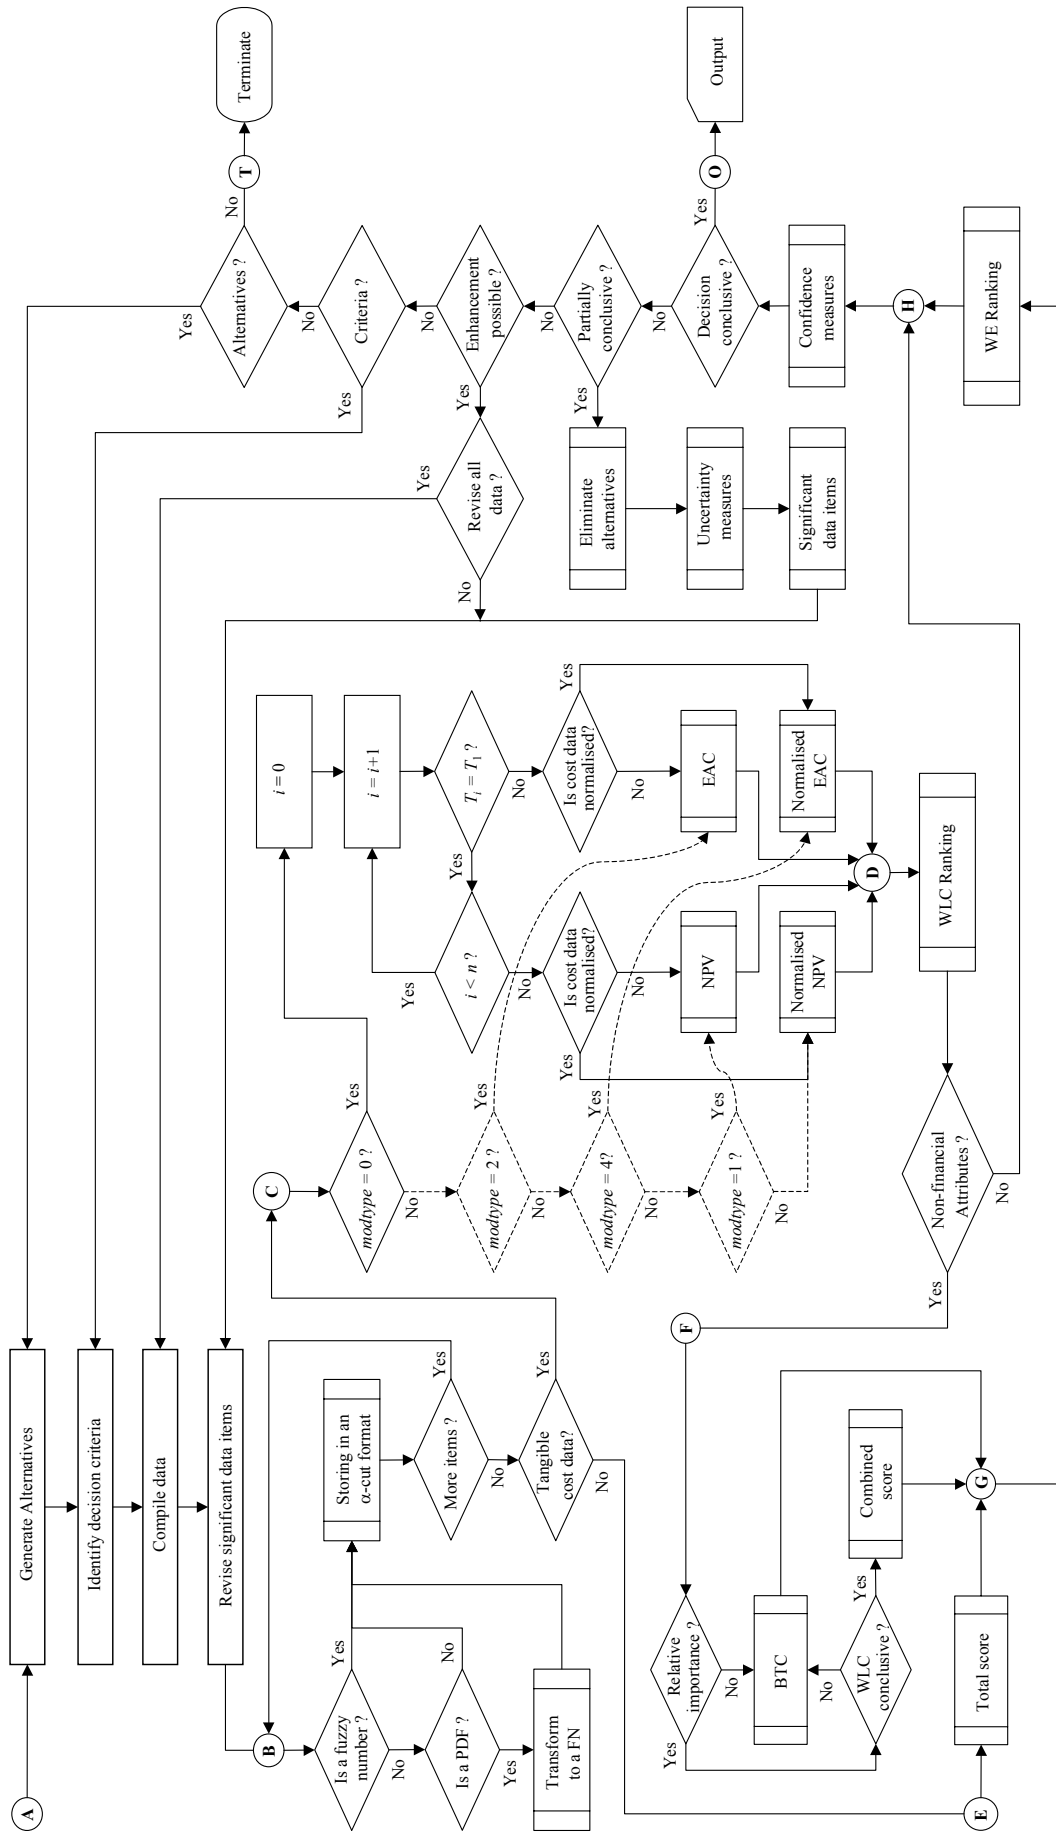 A
Generate Alternatives
Identify decision criteria
Compile data
Revise significant data items
B
Is a fuzzy
number ?
Yes
No
Is a PDF ?
No
Yes
Transform
to a FN
Storing in an
α-cut format
More items ?
Yes
No
Tangible
cost data?
Yes
No
C
modtype = 0 ?
Yes
No
modtype = 2 ?
Yes
No
modtype = 4?
Yes
No
modtype =1 ?
Yes
No
i = 0
i = i+1
Ti = T1 ?
Yes
No
i < n ?
Yes
No
Is cost data
normalised?
Yes
No
Is cost data
normalised?
Yes
No
EAC
Normalised
EAC
NPV
Normalised
NPV
D
WLC Ranking
Non-financial
Attributes ?
Yes
No
F
Relative
importance ?
Yes
No
BTC
WLC
conclusive ?
Yes
No
Combined
score
E
Total score
G
WE Ranking
H
Confidence
measures
Decision
conclusive ?
Yes
No
O
Output
Partially
conclusive ?
Yes
No
Eliminate
alternatives
Uncertainty
measures
Significant
data items
Enhancement
possible ?
Yes
No
Revise all
data ?
Yes
No
Criteria ?
Yes
No
Alternatives ?
Yes
No
T
Terminate